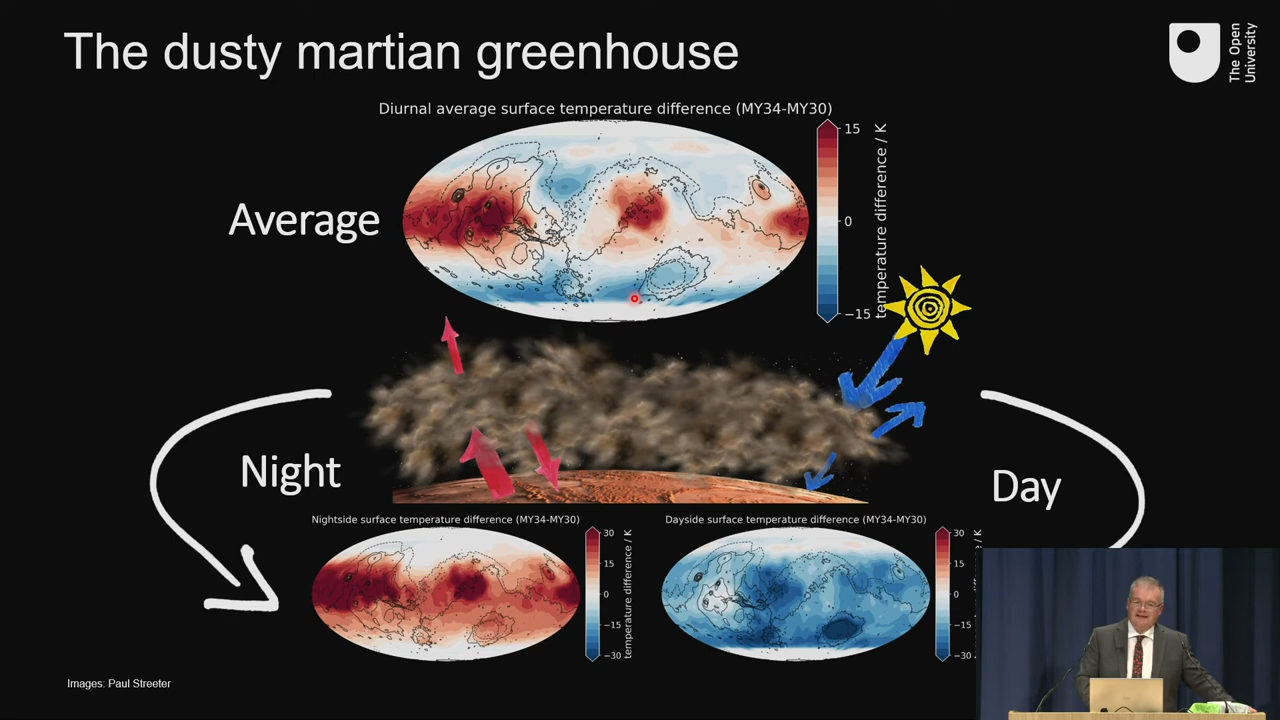 The dusty martian greenhouse
The Open
University
Diurnal average surface temperature difference (MY34-MY30)
15
0
−15
temperature difference / K
Average
Night
Day
Nightside surface temperature difference (MY34-MY30)
30
15
0
−15
−30
temperature difference / K
Dayside surface temperature difference (MY34-MY30)
30
15
0
−15
−30
/ K
Images: Paul Streeter